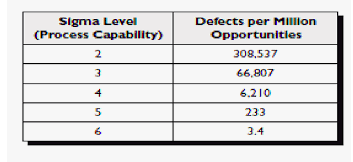 Sigma Level Defects per Million
(Process Capability) Opportunities
2 308,537
3 66,807
4 6,210
5 233
6 3.4